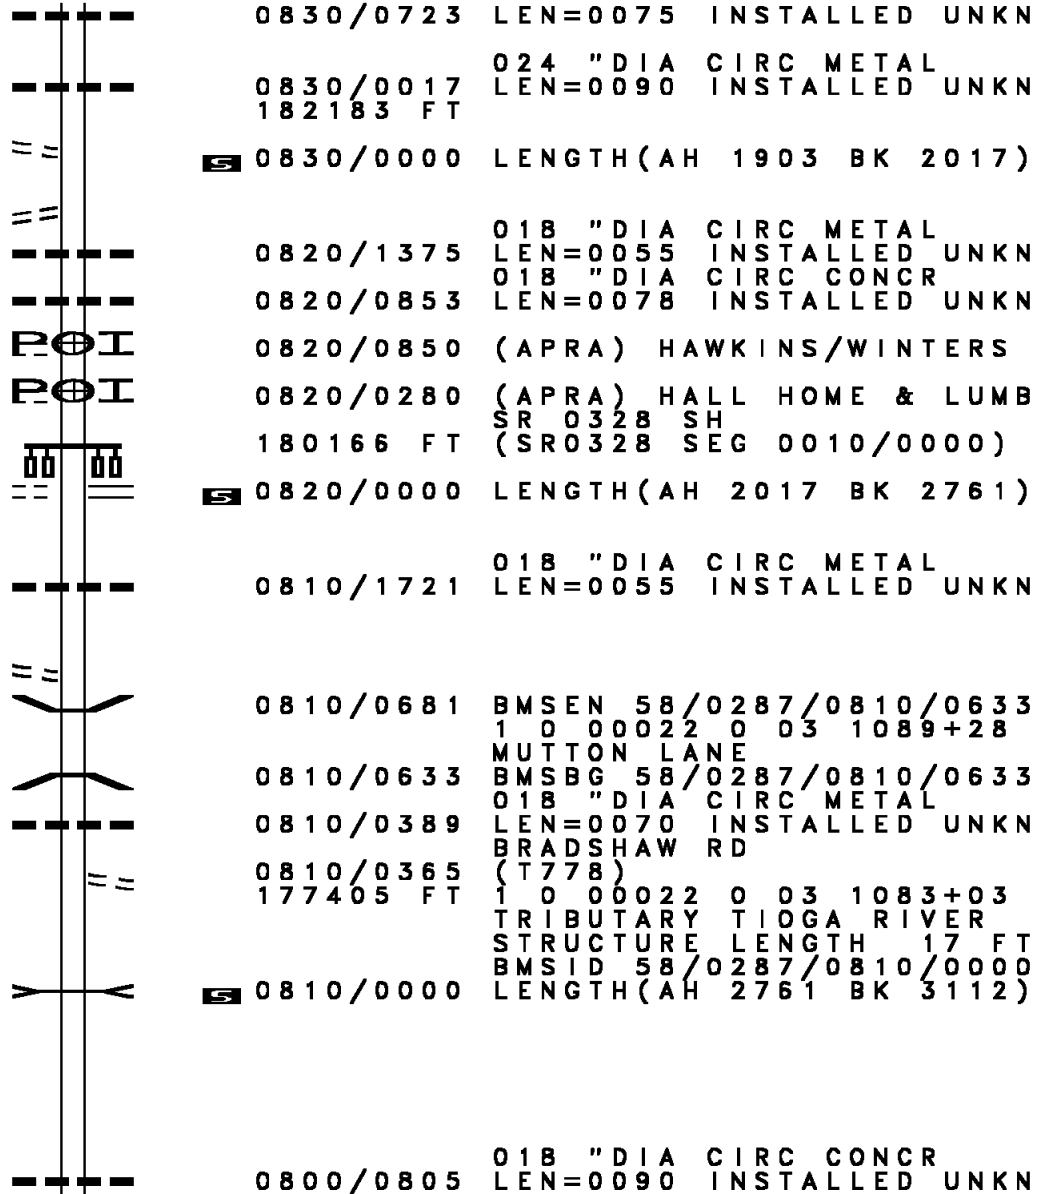 0830/0723 LEN=0075 INSTALLED UNKN
024 "DIA CIRC METAL
0830/0017 LEN=0090 INSTALLED UNKN
182183 FT
S 0830/0000 LENGTH(AH 1903 BK 2017)
018 "DIA CIRC METAL
0820/1375 LEN=0055 INSTALLED UNKN
018 "DIA CIRC CONCR
0820/0853 LEN=0078 INSTALLED UNKN
POI 0820/0850 (APRA) HAWKINS/WINTERS
POI 0820/0280 (APRA) HALL HOME & LUMB
SR 0328 SH
180166 FT (SR0328 SEG 0010/0000)
S 0820/0000 LENGTH(AH 2017 BK 2761)
018 "DIA CIRC METAL
0810/1721 LEN=0055 INSTALLED UNKN
0810/0681 BMSEN 58/0287/0810/0633
1 0 00022 0 03 1089+28
MUTTON LANE
0810/0633 BMSBG 58/0287/0810/0633
018 "DIA CIRC METAL
0810/0389 LEN=0070 INSTALLED UNKN
BRADSHAW RD
0810/0365 (T778)
177405 FT 1 0 00022 0 03 1083+03
TRIBUTARY TIOGA RIVER
STRUCTURE LENGTH 17 FT
BMSID 58/0287/0810/0000
S 0810/0000 LENGTH(AH 2761 BK 3112)
018 "DIA CIRC CONCR
0800/0805 LEN=0090 INSTALLED UNKN